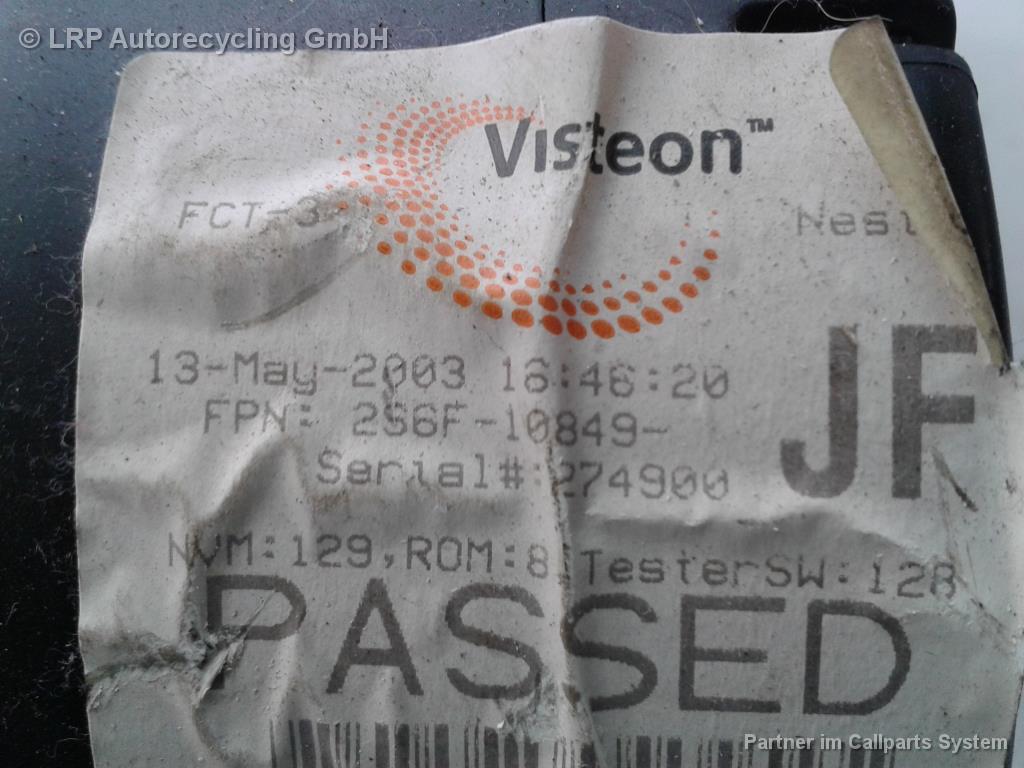 © LRP Autorecycling GmbH
Visteon™
FCT-3
13-May-2003 16:46:20
FPN: 2S6F-10849-
JF
Serial#:274900
NVM:129,ROM:8,TesterSW:128
PASSED
Partner im Callparts System